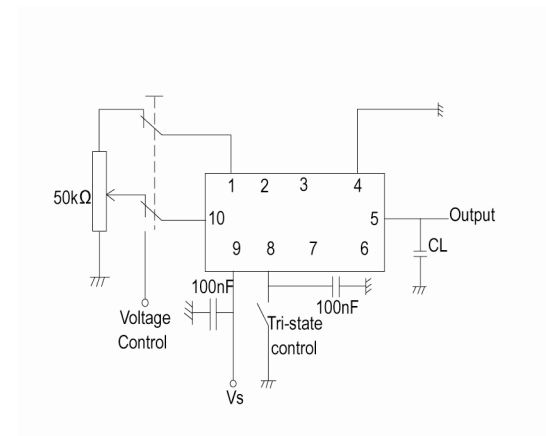 1 2 3 4
50kΩ
10
5
Output
9 8 7 6
CL
100nF
100nF
Voltage
Control
Tri-state
control
Vs